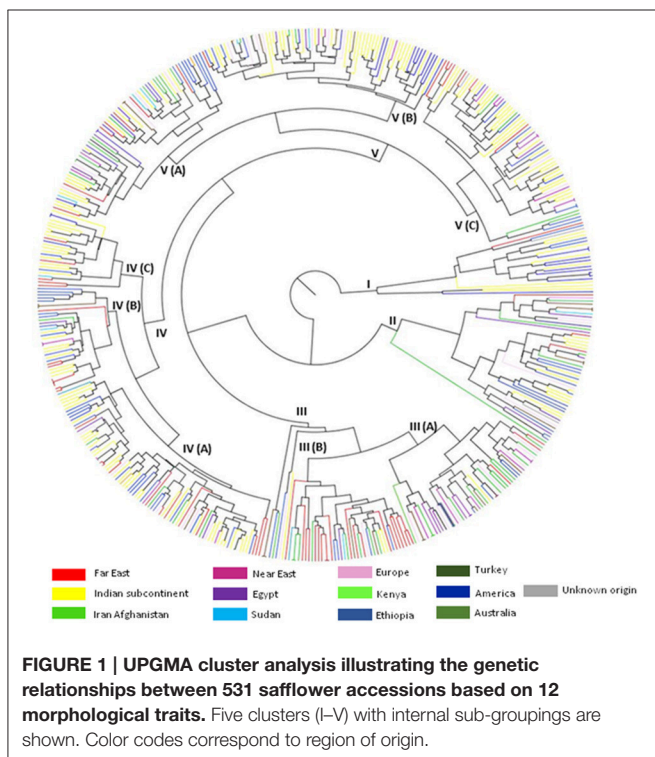 V (B)
V
V (A)
V (C)
I
IV (C)
IV (B)
IV
II
III
III (A)
III (B)
IV (A)
Far East
Near East
Europe
Turkey
Indian subcontinent
Egypt
Kenya
America
Unknown origin
Iran Afghanistan
Sudan
Ethiopia
Australia
FIGURE 1 | UPGMA cluster analysis illustrating the genetic
relationships between 531 safflower accessions based on 12
morphological traits. Five clusters (I–V) with internal sub-groupings are
shown. Color codes correspond to region of origin.